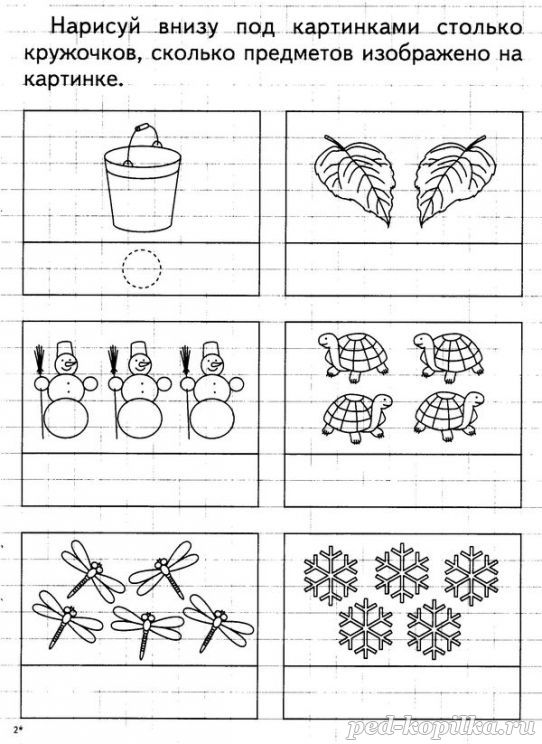 Нарисуй внизу под картинками столько
кружочков, сколько предметов изображено на
картинке.
2*
ped-kopilka.ru